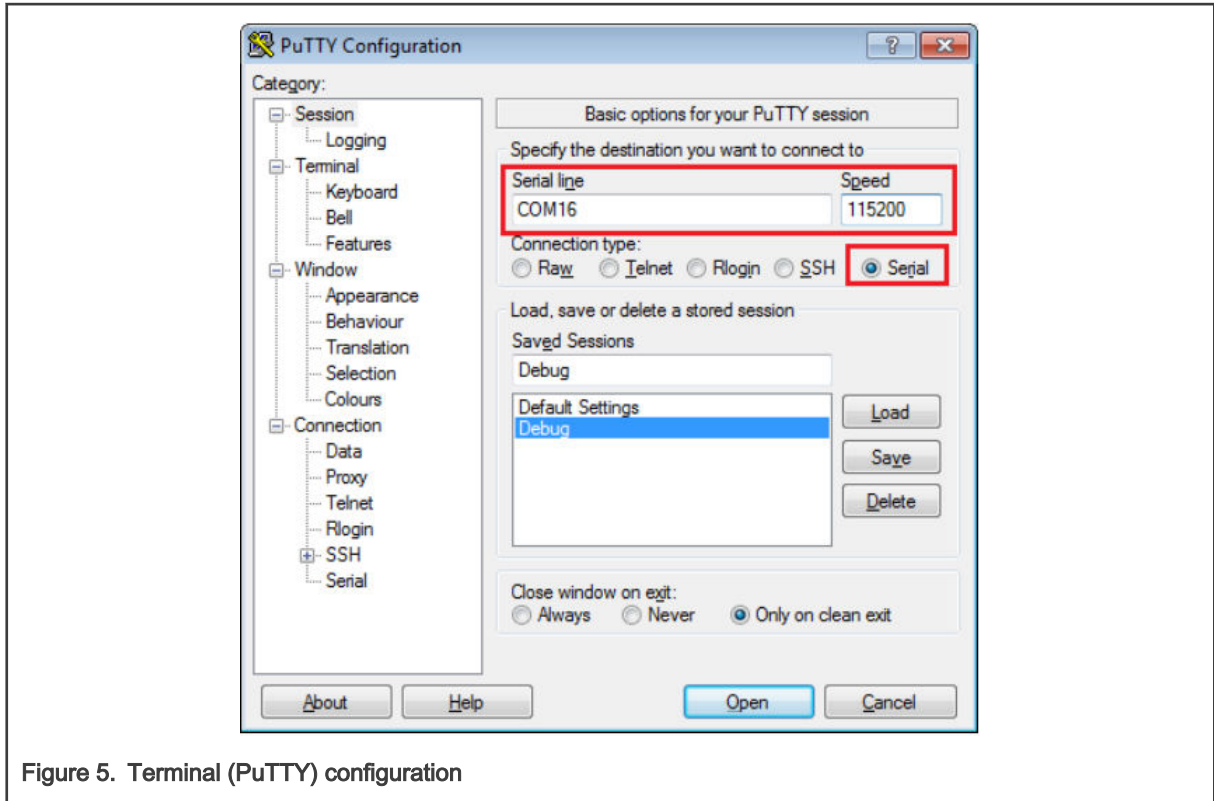 PuTTY Configuration
Category:
Session
Logging
Terminal
Keyboard
Bell
Features
Window
Appearance
Behaviour
Translation
Selection
Colours
Connection
Data
Proxy
Telnet
Rlogin
SSH
Serial
Basic options for your PuTTY session
Specify the destination you want to connect to
Serial line Speed
COM16 115200
Connection type:
Raw Telnet Rlogin SSH Serial
Load, save or delete a stored session
Saved Sessions
Debug
Default Settings
Debug
Load
Save
Delete
Close window on exit:
Always Never Only on clean exit
About Help Open Cancel
Figure 5. Terminal (PuTTY) configuration